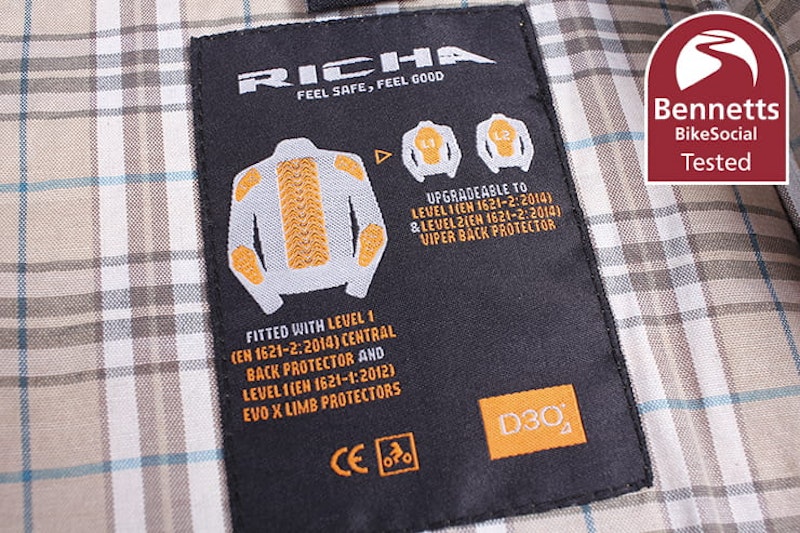 RICHA
FEEL SAFE, FEEL GOOD
L1
L2
UPGRADEABLE TO
LEVEL 1 (EN 1621-2:2014)
& LEVEL 2 (EN 1621-2:2014)
VIPER BACK PROTECTOR
FITTED WITH LEVEL 1
(EN 1621-2:2014) CENTRAL
BACK PROTECTOR AND
LEVEL 1 (EN 1621-1:2012)
EVO X LIMB PROTECTORS
CE
D3O
Bennetts
BikeSocial
Tested